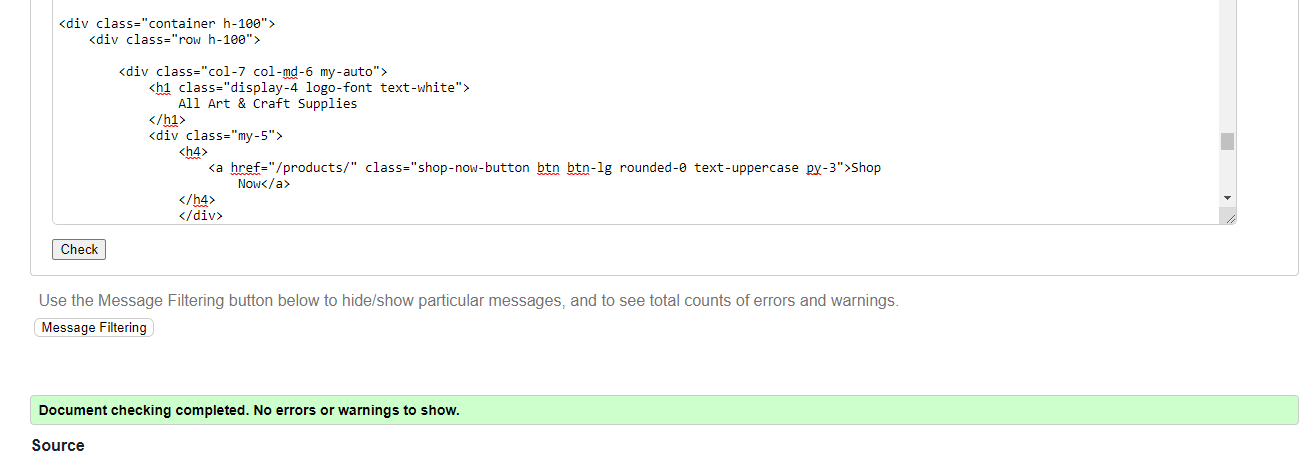 <div class="container h-100">
<div class="row h-100">
<div class="col-7 col-md-6 my-auto">
<h1 class="display-4 logo-font text-white">
All Art & Craft Supplies
</h1>
<div class="my-5">
<h4>
<a href="/products/" class="shop-now-button btn btn-lg rounded-0 text-uppercase py-3">Shop
Now</a>
</h4>
</div>
Check
Use the Message Filtering button below to hide/show particular messages, and to see total counts of errors and warnings.
Message Filtering
Document checking completed. No errors or warnings to show.
Source